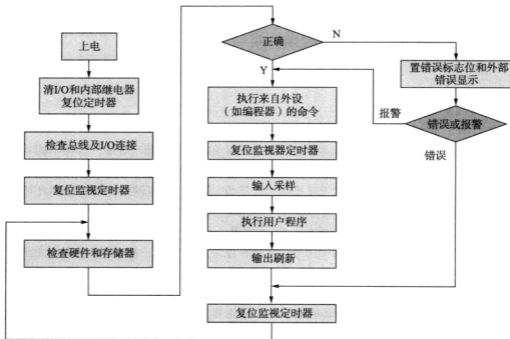 上电
清I/O和内部继电器
复位定时器
检查总线及I/O连接
复位监视定时器
检查硬件和存储器
正确
N
Y
执行来自外设
（如编程器）的命令
复位监视器定时器
输入采样
执行用户程序
输出刷新
复位监视定时器
置错误标志位和外部
错误显示
报警
错误或报警
错误